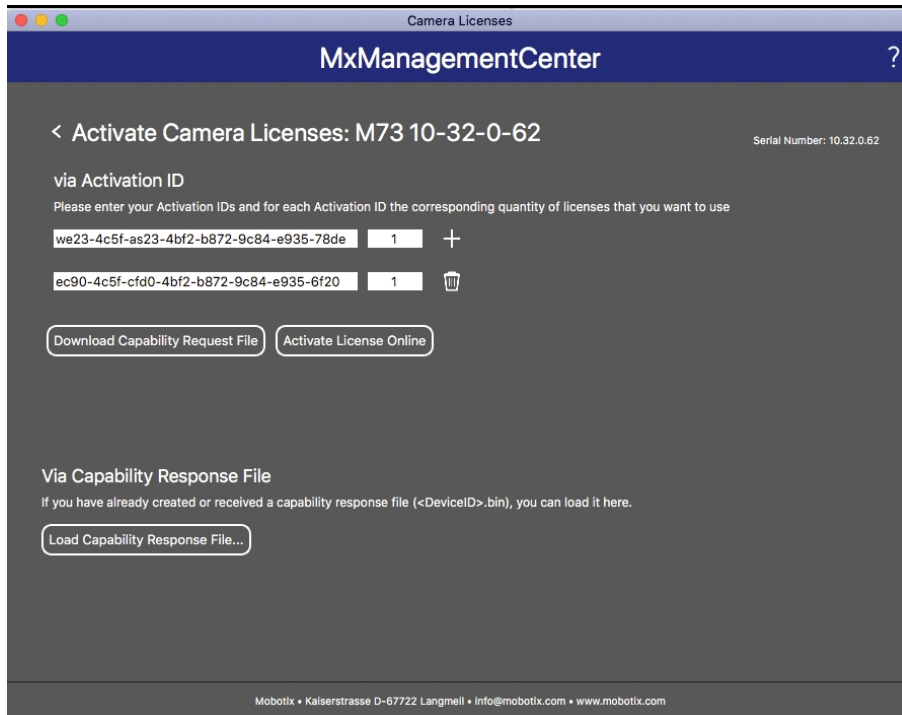 Camera Licenses
MxManagementCenter
?
< Activate Camera Licenses: M73 10-32-0-62
Serial Number: 10.32.0.62
via Activation ID
Please enter your Activation IDs and for each Activation ID the corresponding quantity of licenses that you want to use
we23-4c5f-as23-4bf2-b872-9c84-e935-78de 1 +
ec90-4c5f-cfd0-4bf2-b872-9c84-e935-6f20 1
Download Capability Request File Activate License Online
Via Capability Response File
If you have already created or received a capability response file (<DeviceID>.bin), you can load it here.
Load Capability Response File...
Mobotix • Kaiserstrasse D-67722 Langmeil • info@mobotix.com • www.mobotix.com